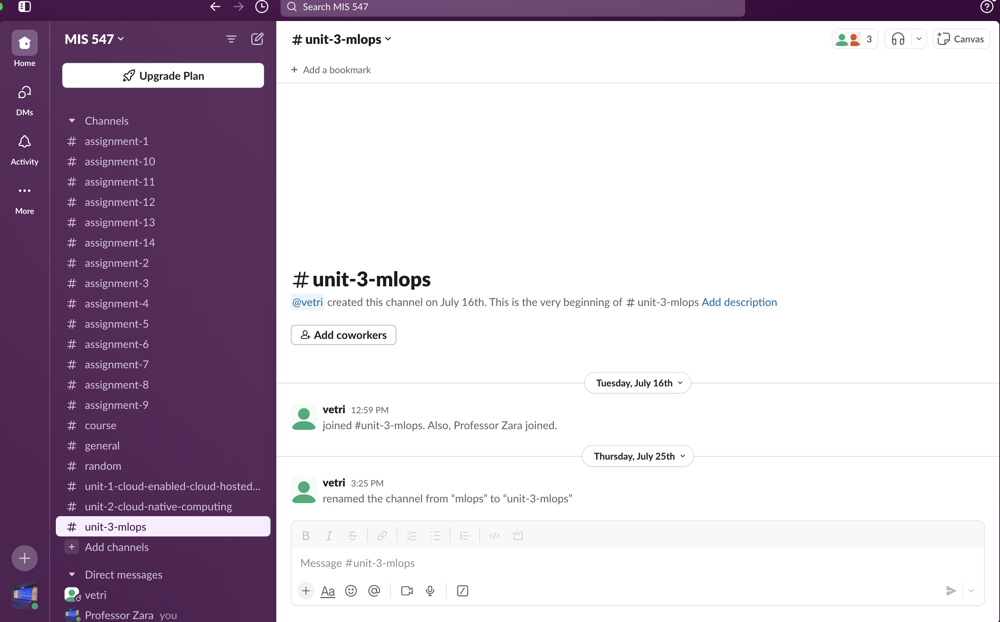 Search MIS 547
Home
DMs
Activity
More
MIS 547
Upgrade Plan
Channels
# assignment-1
# assignment-10
# assignment-11
# assignment-12
# assignment-13
# assignment-14
# assignment-2
# assignment-3
# assignment-4
# assignment-5
# assignment-6
# assignment-7
# assignment-8
# assignment-9
# course
# general
# random
# unit-1-cloud-enabled-cloud-hosted...
# unit-2-cloud-native-computing
# unit-3-mlops
+ Add channels
Direct messages
vetri
Professor Zara you
# unit-3-mlops
3
Canvas
+ Add a bookmark
# unit-3-mlops
@vetri created this channel on July 16th. This is the very beginning of # unit-3-mlops Add description
Add coworkers
Tuesday, July 16th
vetri 12:59 PM
joined #unit-3-mlops. Also, Professor Zara joined.
Thursday, July 25th
vetri 3:25 PM
renamed the channel from “mlops” to “unit-3-mlops”
Message #unit-3-mlops
Aa